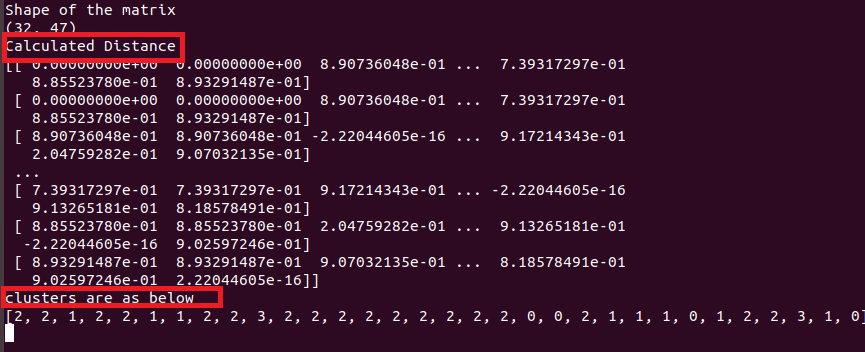 Shape of the matrix
(32, 47)
Calculated Distance
[[ 0.00000000e+00  0.00000000e+00  8.90736048e-01 ...  7.39317297e-01
   8.85523780e-01  8.93291487e-01]
 [ 0.00000000e+00  0.00000000e+00  8.90736048e-01 ...  7.39317297e-01
   8.85523780e-01  8.93291487e-01]
 [ 8.90736048e-01  8.90736048e-01 -2.22044605e-16 ...  9.17214343e-01
   2.04759282e-01  9.07032135e-01]
 ...
 [ 7.39317297e-01  7.39317297e-01  9.17214343e-01 ... -2.22044605e-16
   9.13265181e-01  8.18578491e-01]
 [ 8.85523780e-01  8.85523780e-01  2.04759282e-01 ...  9.13265181e-01
  -2.22044605e-16  9.02597246e-01]
 [ 8.93291487e-01  8.93291487e-01  9.07032135e-01 ...  8.18578491e-01
   9.02597246e-01  2.22044605e-16]]
clusters are as below
[2, 2, 1, 2, 2, 1, 1, 2, 2, 3, 2, 2, 2, 2, 2, 2, 2, 2, 2, 0, 0, 2, 1, 1, 1, 0, 1, 2, 2, 3, 1, 0]